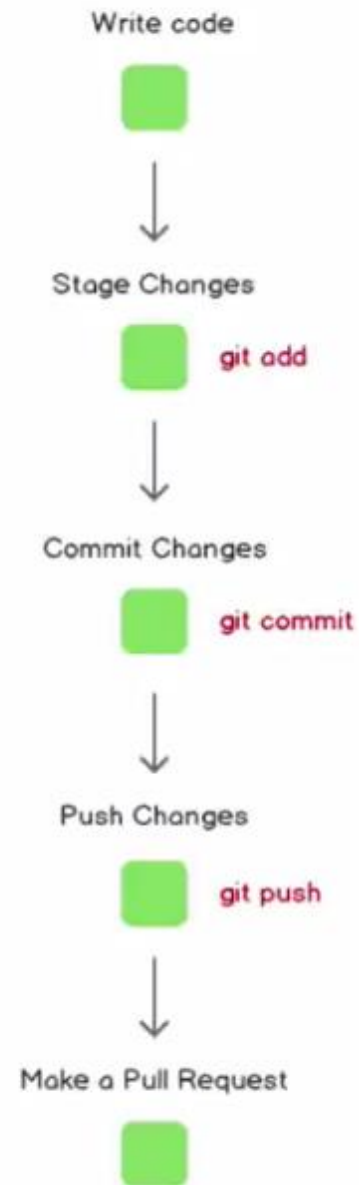 Write code
Stage Changes
git add
Commit Changes
git commit
Push Changes
git push
Make a Pull Request